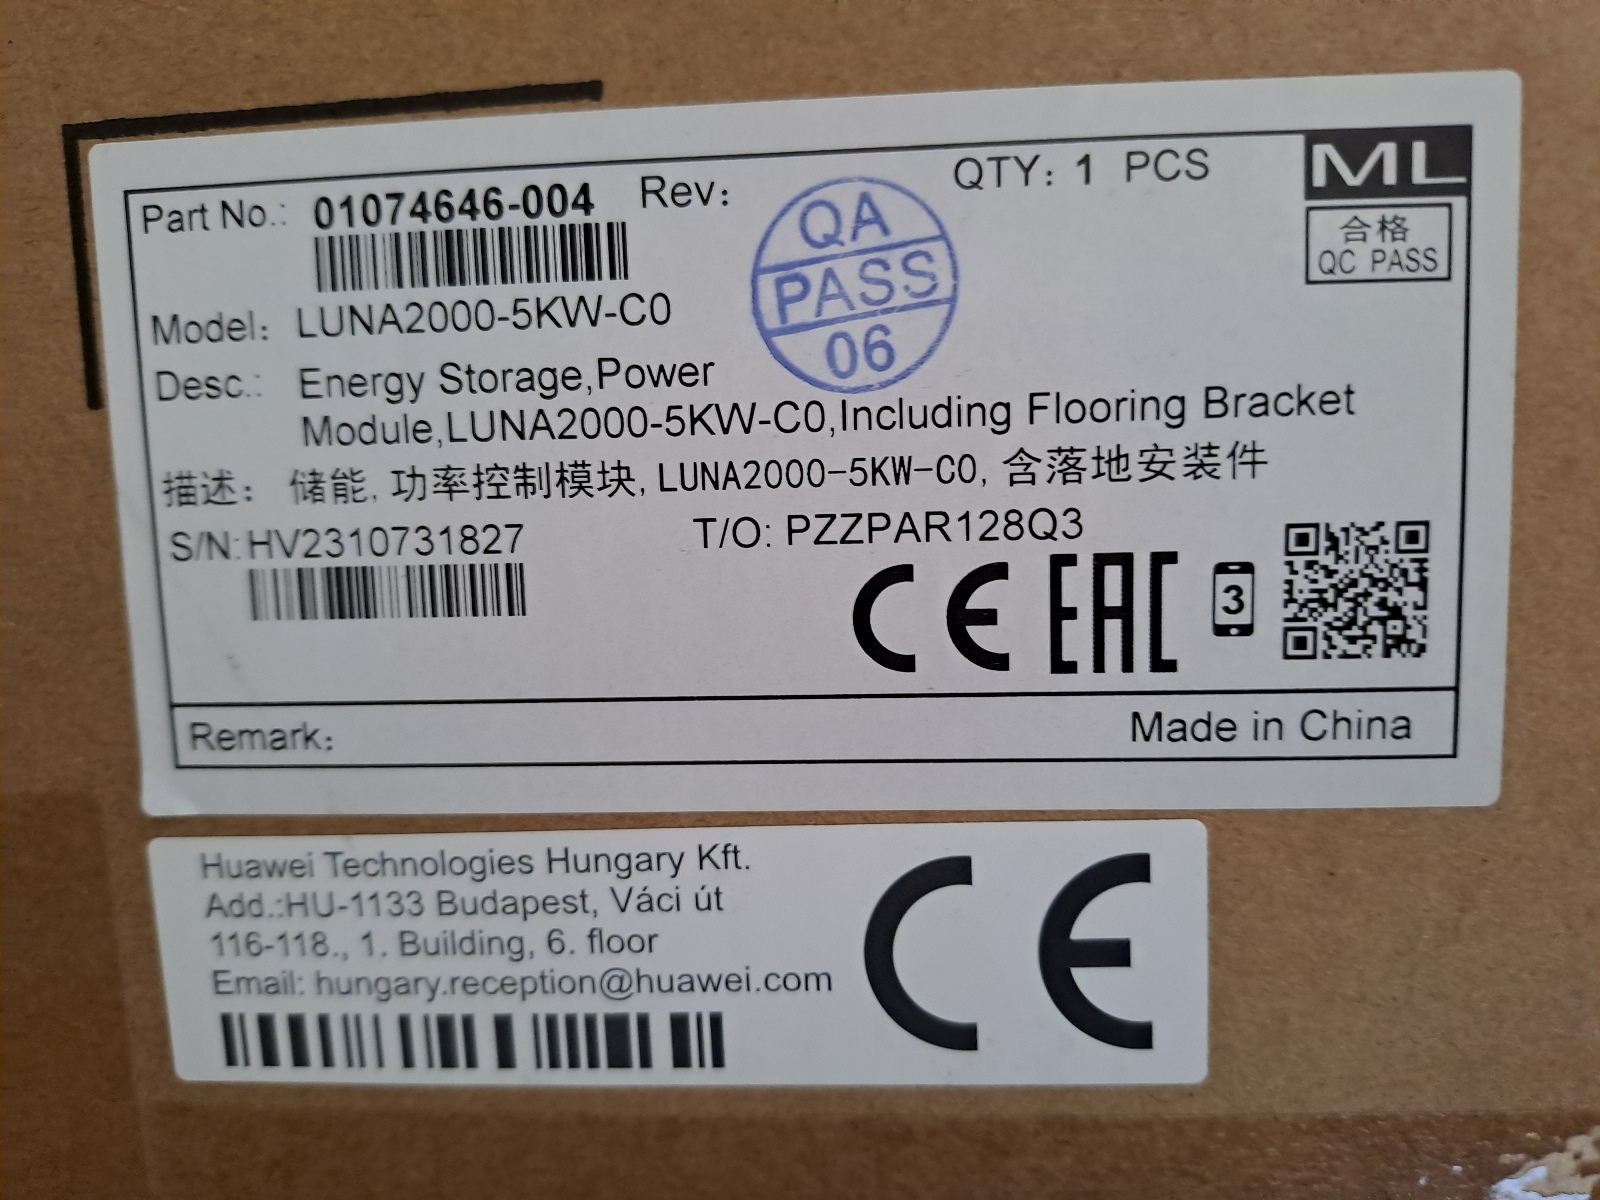 Part No.: 01074646-004 Rev: QTY: 1 PCS ML
合格
QC PASS
QA
PASS
06
Model: LUNA2000-5KW-C0
Desc.: Energy Storage,Power
Module,LUNA2000-5KW-C0,Including Flooring Bracket
描述: 储能, 功率控制模块, LUNA2000-5KW-C0, 含落地安装件
S/N: HV2310731827 T/O: PZZPAR128Q3
CE EAC 3
Remark: Made in China
Huawei Technologies Hungary Kft.
Add.:HU-1133 Budapest, Váci út
116-118., 1. Building, 6. floor
Email: hungary.reception@huawei.com
CE